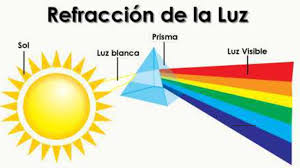 Refracción de la Luz
Prisma
Sol
Luz blanca
Luz Visible